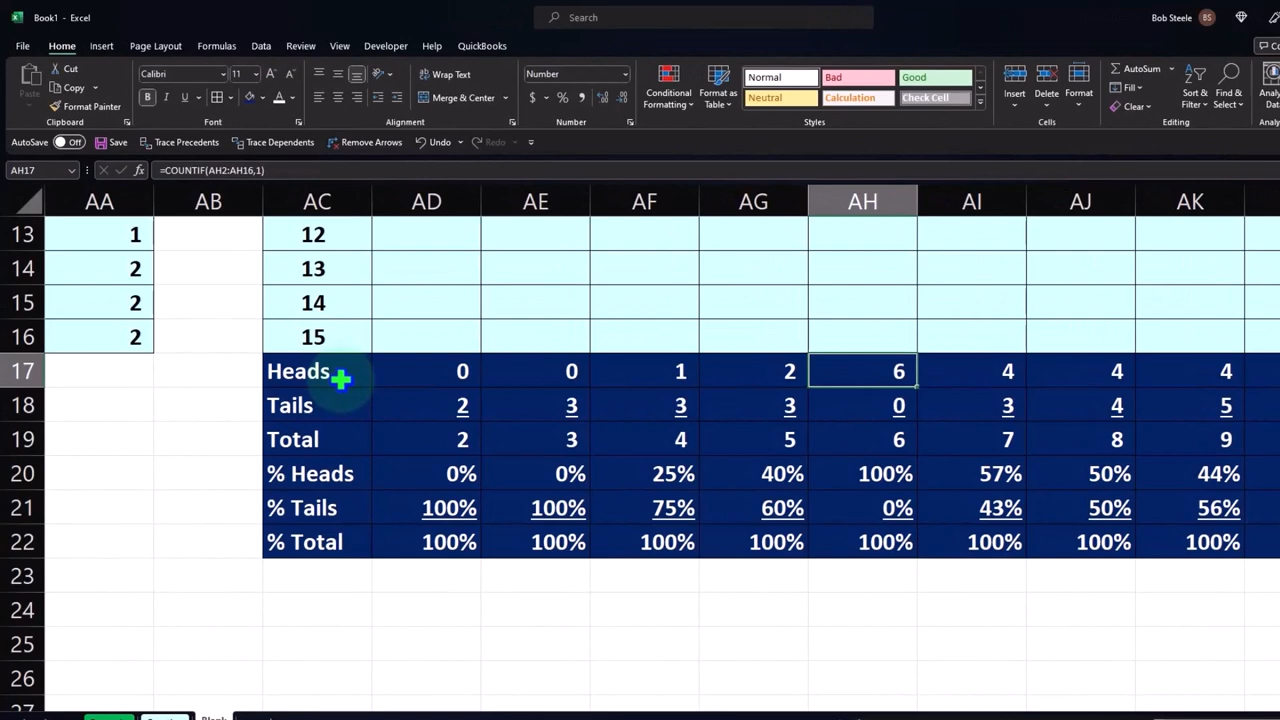 Book1 - Excel
Search
Bob Steele
BS
File Home Insert Page Layout Formulas Data Review View Developer Help QuickBooks
Cut
Copy
Format Painter
Paste
Clipboard
Calibri 11
Font
Wrap Text
Merge & Center
Alignment
Number
Number
Conditional Formatting
Format as Table
Normal Bad Good
Neutral Calculation Check Cell
Styles
Insert Delete Format
Cells
AutoSum
Fill
Clear
Sort & Filter
Find & Select
Editing
AutoSave Off Save Trace Precedents Trace Dependents Remove Arrows Undo Redo
AH17 =COUNTIF(AH2:AH16,1)
AA AB AC AD AE AF AG AH AI AJ AK
13 1 12
14 2 13
15 2 14
16 2 15
17 Heads 0 0 1 2 6 4 4 4
18 Tails 2 3 3 3 0 3 4 5
19 Total 2 3 4 5 6 7 8 9
20 % Heads 0% 0% 25% 40% 100% 57% 50% 44%
21 % Tails 100% 100% 75% 60% 0% 43% 50% 56%
22 % Total 100% 100% 100% 100% 100% 100% 100% 100%
23
24
25
26
27
Blank